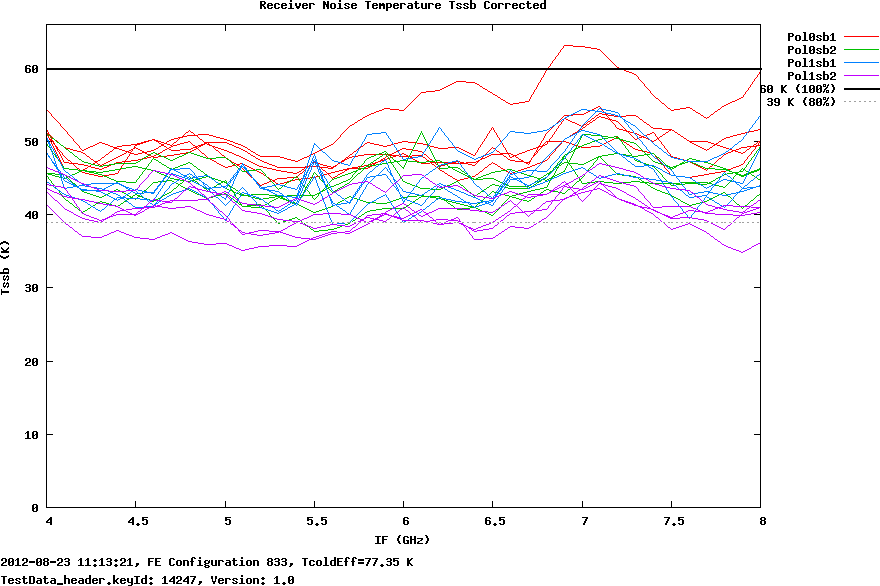 Receiver Noise Temperature Tssb Corrected
Pol0sb1
Pol0sb2
Pol1sb1
Pol1sb2
60 K (100%)
39 K (80%)
60
50
40
30
20
10
0
Tssb (K)
4 4.5 5 5.5 6 6.5 7 7.5 8
IF (GHz)
2012-08-23 11:13:21, FE Configuration 833, TcoldEff=77.35 K
TestData_header.keyId: 14247, Version: 1.0